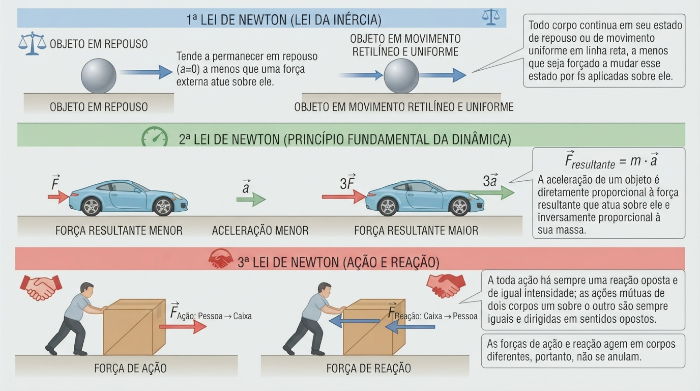 1ª LEI DE NEWTON (LEI DA INÉRCIA)
OBJETO EM REPOUSO
Tende a permanecer em repouso
(a=0) a menos que uma força
externa atue sobre ele.
OBJETO EM REPOUSO
OBJETO EM MOVIMENTO
RETILÍNEO E UNIFORME
OBJETO EM MOVIMENTO RETILÍNEO E UNIFORME
Todo corpo continua em seu estado
de repouso ou de movimento
uniforme em linha reta, a menos
que seja forçado a mudar esse
estado por fs aplicadas sobre ele.
2ª LEI DE NEWTON (PRINCÍPIO FUNDAMENTAL DA DINÂMICA)
F⃗
a⃗
3F⃗
3a⃗
FORÇA RESULTANTE MENOR
ACELERAÇÃO MENOR
FORÇA RESULTANTE MAIOR
F⃗resultante = m · a⃗
A aceleração de um objeto é
diretamente proporcional à força
resultante que atua sobre ele e
inversamente proporcional à
sua massa.
3ª LEI DE NEWTON (AÇÃO E REAÇÃO)
F⃗Ação: Pessoa → Caixa
FORÇA DE AÇÃO
F⃗Reação: Caixa → Pessoa
FORÇA DE REAÇÃO
A toda ação há sempre uma reação oposta e
de igual intensidade; as ações mútuas de
dois corpos um sobre o outro são sempre
iguais e dirigidas em sentidos opostos.
As forças de ação e reação agem em corpos
diferentes, portanto, não se anulam.